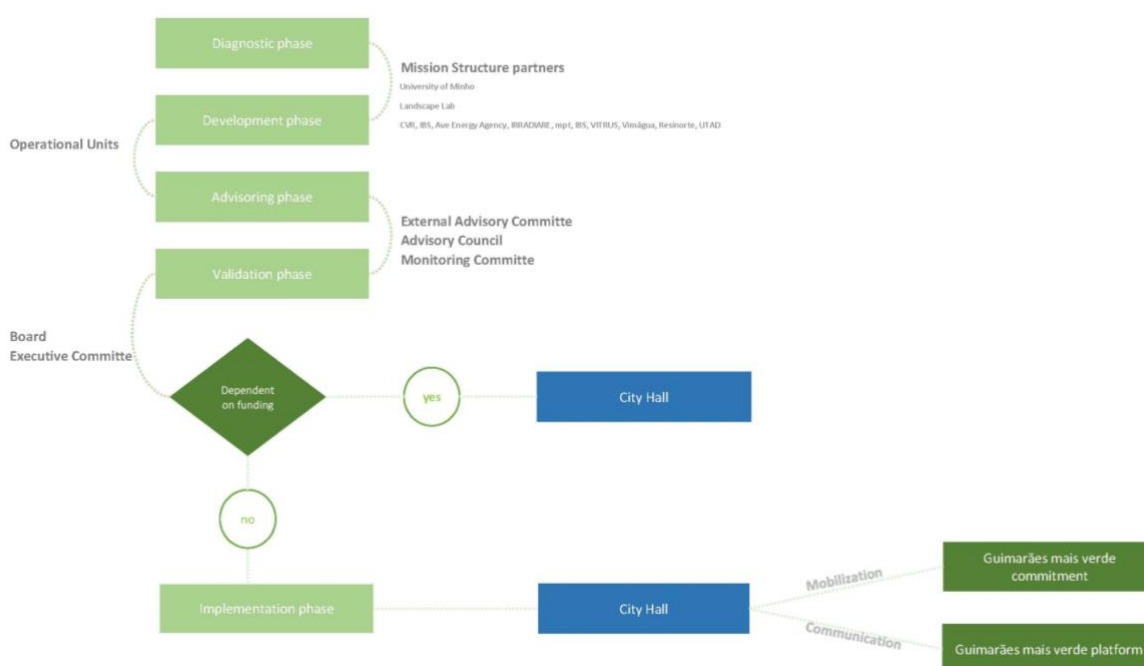 Diagnostic phase
Mission Structure partners
University of Minho
Landscape Lab
Development phase
CVR, IBS, Ave Energy Agency, IRRADIARE, mpt, IBS, VITRUS, Vimágua, Resinorte, UTAD
Operational Units
Advisoring phase
External Advisory Committe
Advisory Council
Monitoring Committe
Validation phase
Board
Executive Committe
Dependent
on funding
yes
City Hall
no
Implementation phase
City Hall
Mobilization
Guimarães mais verde
commitment
Communication
Guimarães mais verde platform